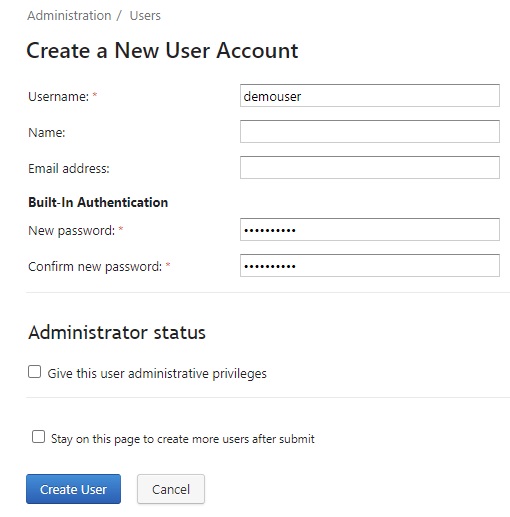 Administration / Users
Create a New User Account
Username: * demouser
Name:
Email address:
Built-In Authentication
New password: * ••••••••••
Confirm new password: * ••••••••••
Administrator status
Give this user administrative privileges
Stay on this page to create more users after submit
Create User Cancel